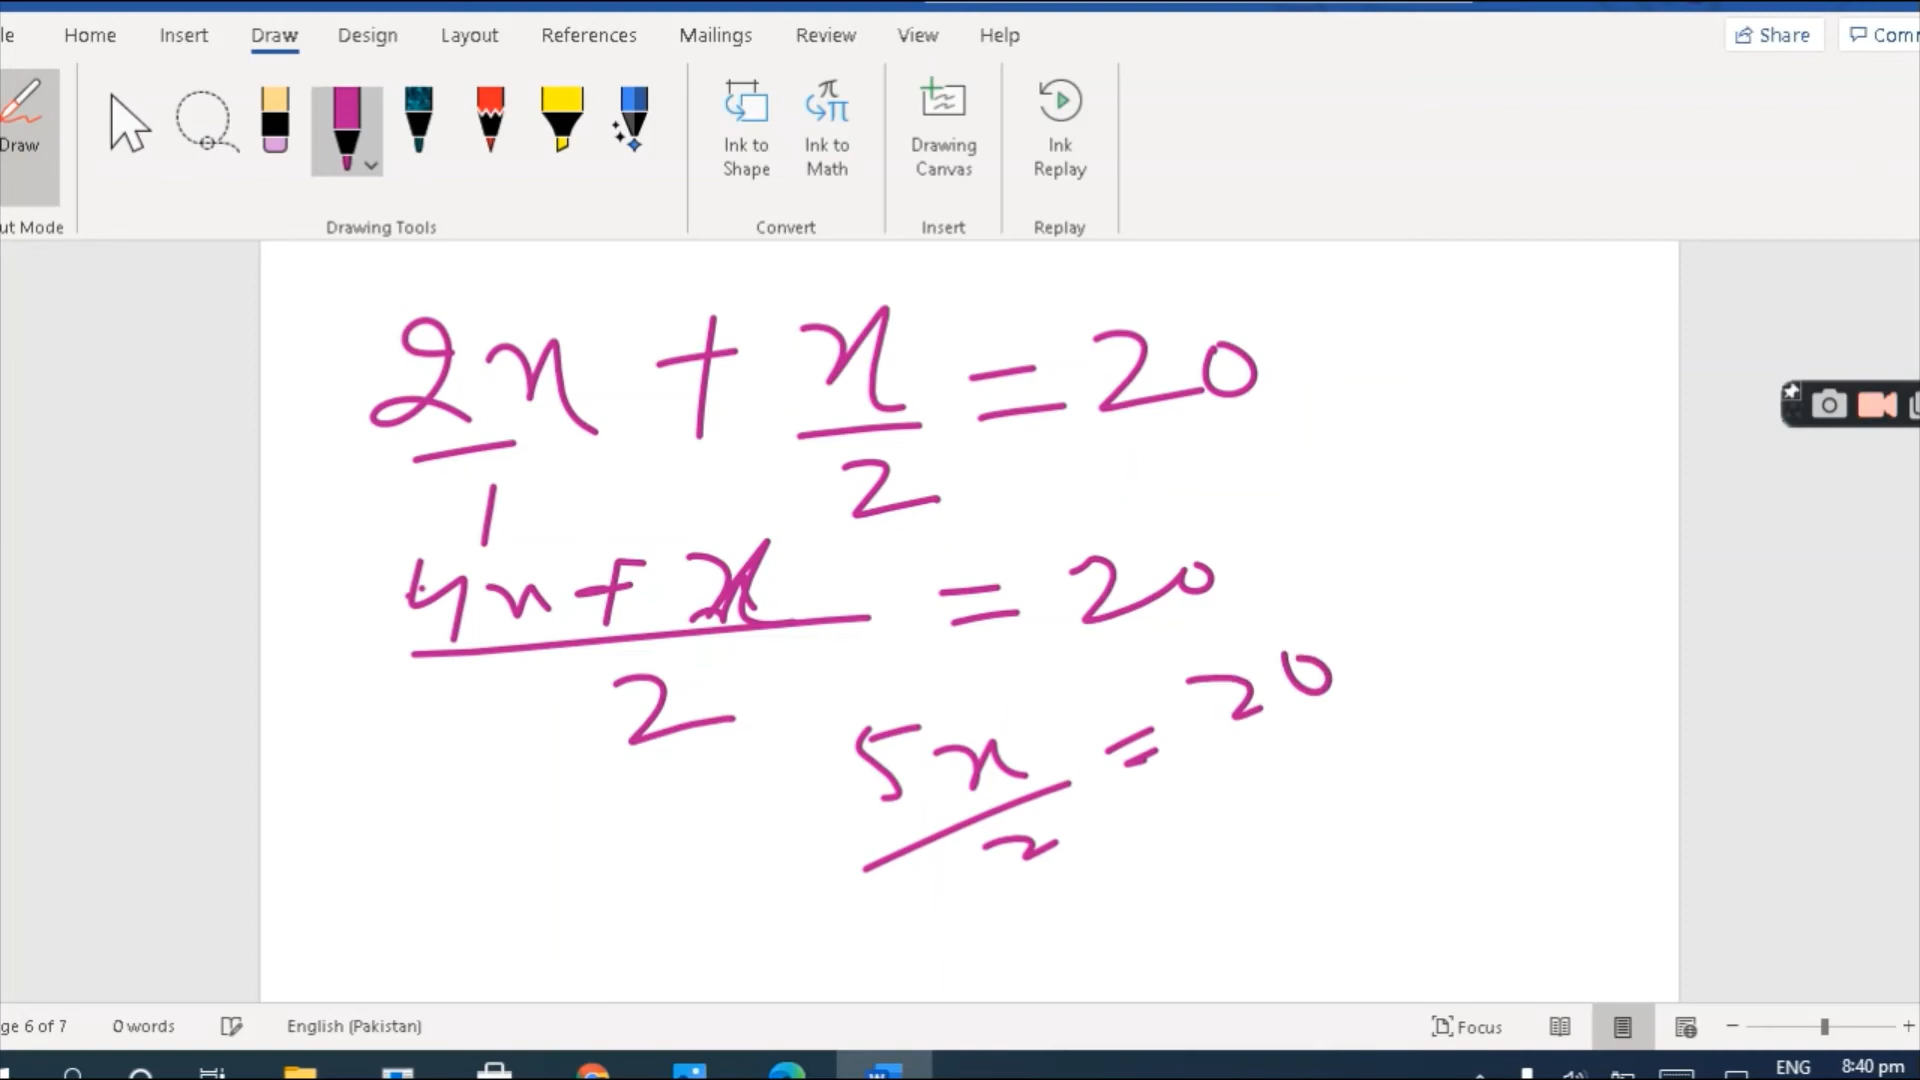 le Home Insert Draw Design Layout References Mailings Review View Help Share Comm
Draw Ink to Shape Ink to Math Drawing Canvas Ink Replay
ut Mode Drawing Tools Convert Insert Replay
2x + x/2 = 20
1
4x + x = 20
2
5x/2 = 20
ge 6 of 7 0 words English (Pakistan) Focus
ENG 8:40 pm